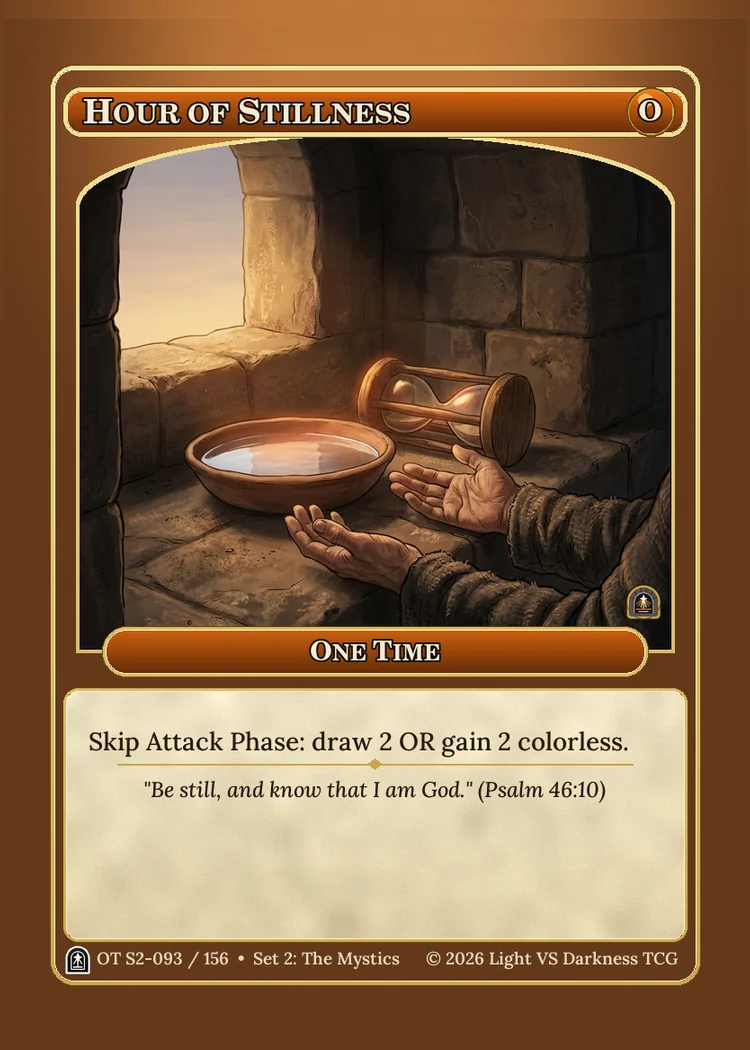 Hour of Stillness
O
One Time
Skip Attack Phase: draw 2 OR gain 2 colorless.
"Be still, and know that I am God." (Psalm 46:10)
OT S2-093 / 156 • Set 2: The Mystics © 2026 Light VS Darkness TCG